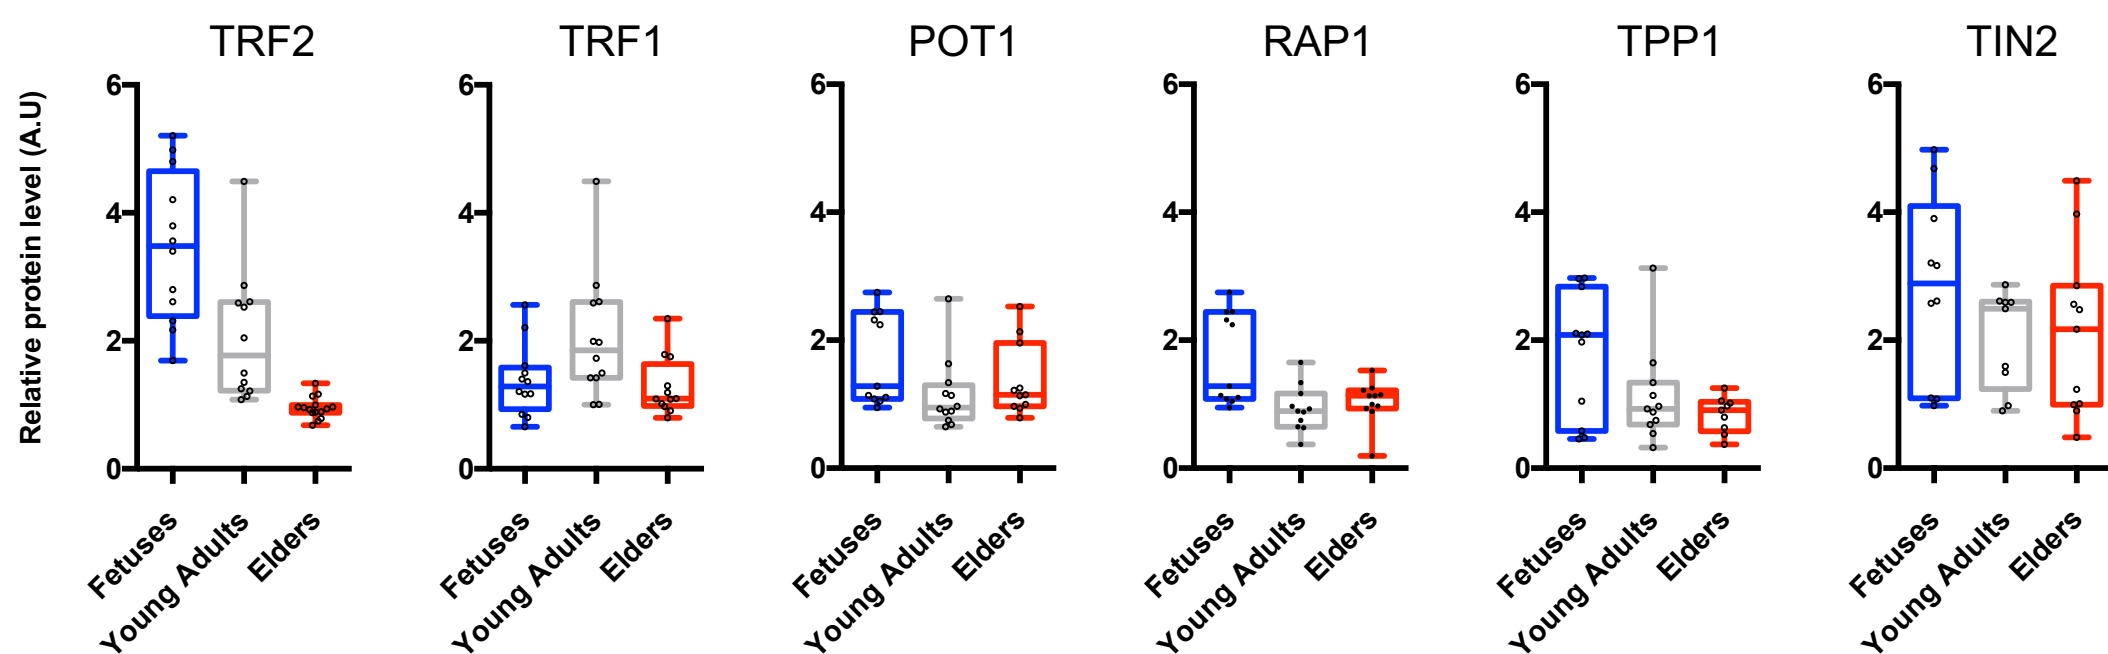 TRF2 TRF1 POT1 RAP1 TPP1 TIN2
Relative protein level (A.U)
6 6 6 6 6 6
4 4 4 4 4 4
2 2 2 2 2 2
0 0 0 0 0 0
Fetuses Young Adults Elders Fetuses Young Adults Elders Fetuses Young Adults Elders Fetuses Young Adults Elders Fetuses Young Adults Elders Fetuses Young Adults Elders